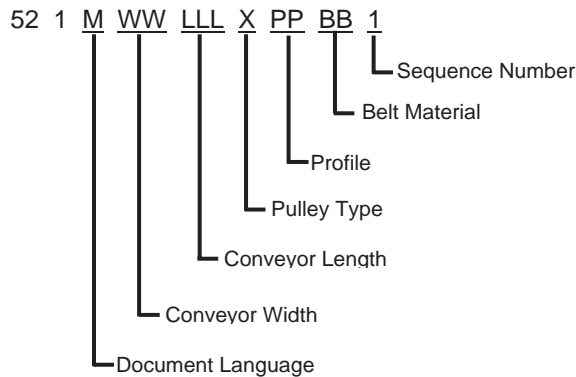 52 1 M WW LLL X PP BB 1
Sequence Number
Belt Material
Profile
Pulley Type
Conveyor Length
Conveyor Width
Document Language